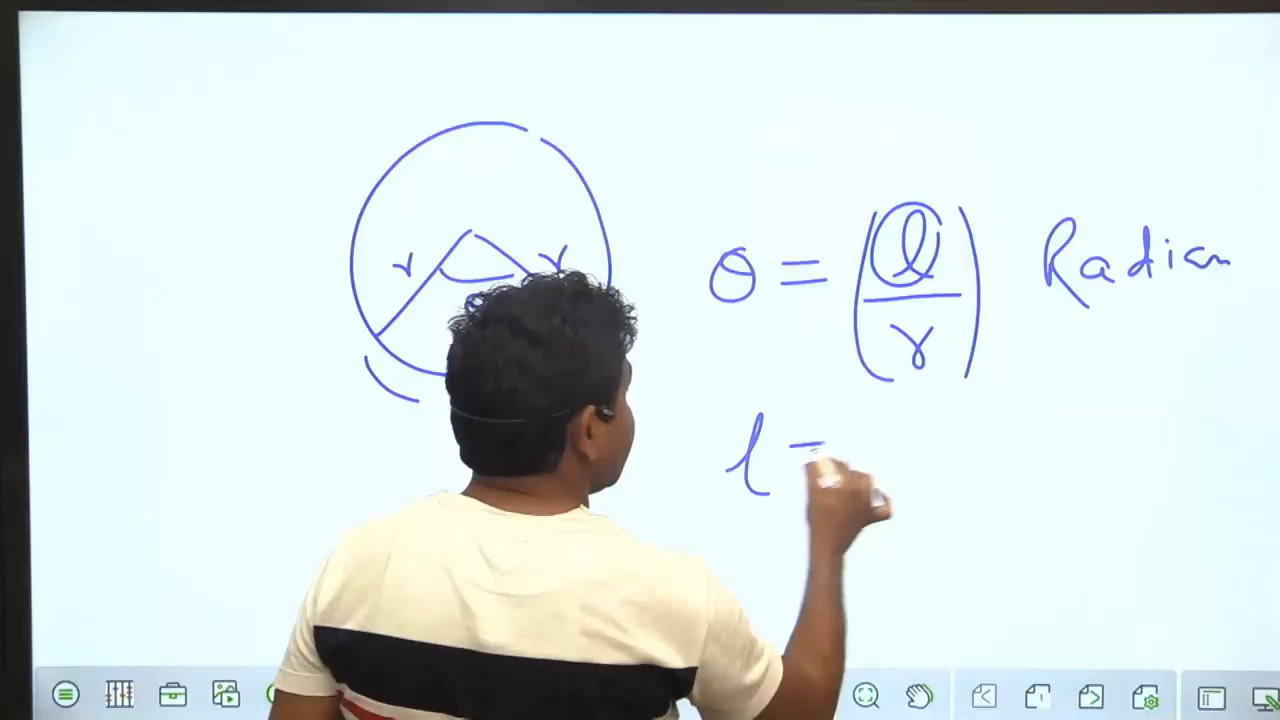 r r
θ
θ = (l/r) Radian
l =